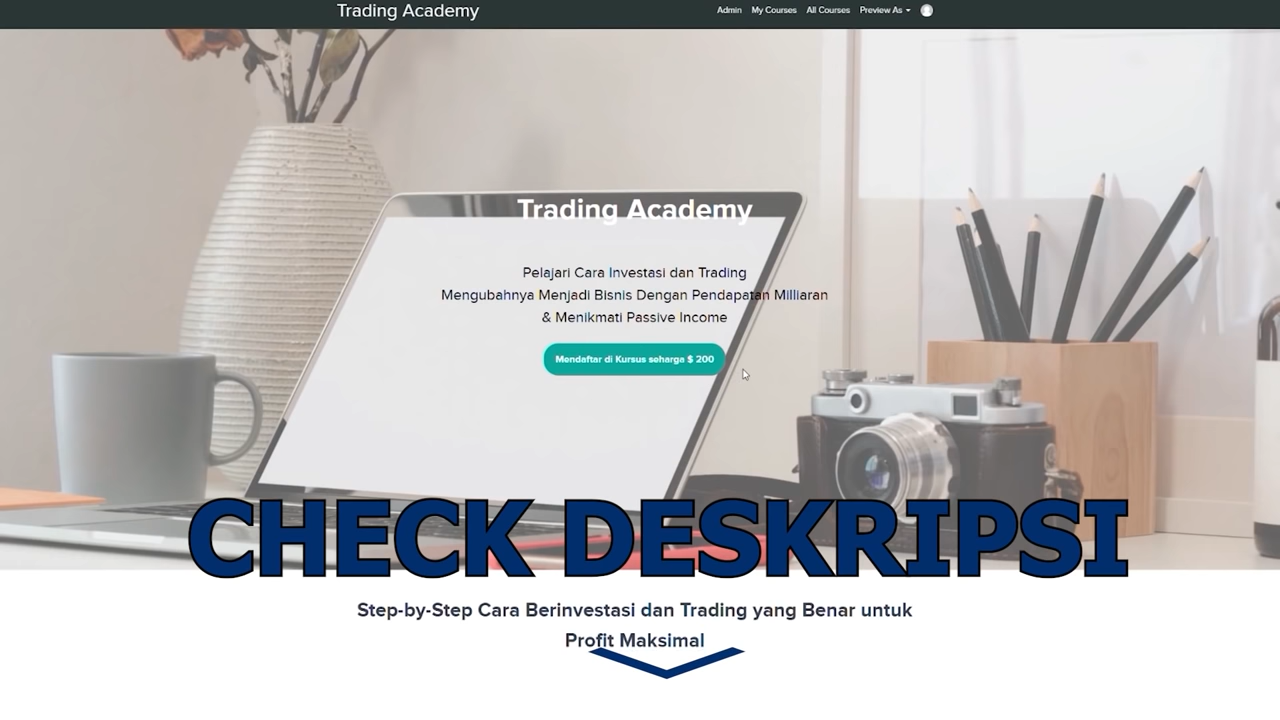 Trading Academy
Admin My Courses All Courses Preview As
Trading Academy
Pelajari Cara Investasi dan Trading
Mengubahnya Menjadi Bisnis Dengan Pendapatan Milliaran
& Menikmati Passive Income
Mendaftar di Kursus seharga $ 200
CHECK DESKRIPSI
Step-by-Step Cara Berinvestasi dan Trading yang Benar untuk
Profit Maksimal